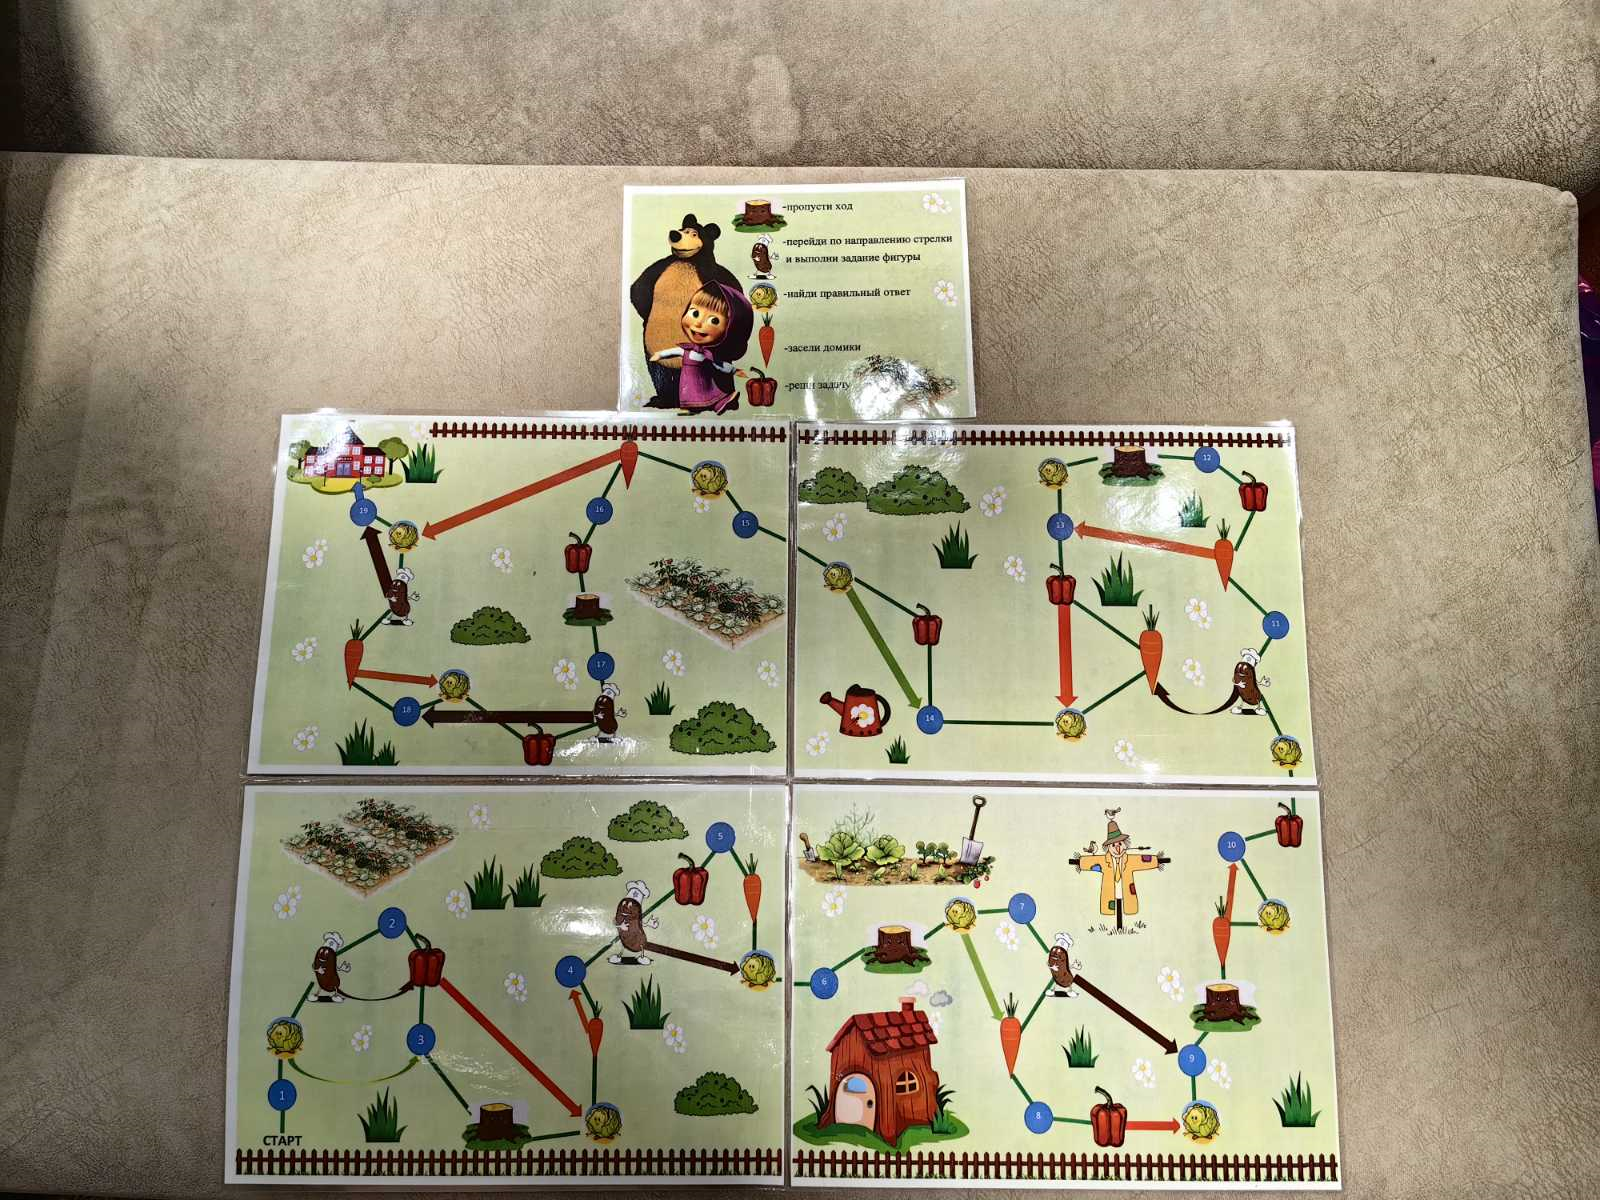 -пропусти ход
-перейди по направлению стрелки
и выполни задание фигуры
-найди правильный ответ
-засели домики
-реши задачу
19
16
15
17
18
12
13
11
14
2
5
4
3
1
СТАРТ
7
6
10
9
8